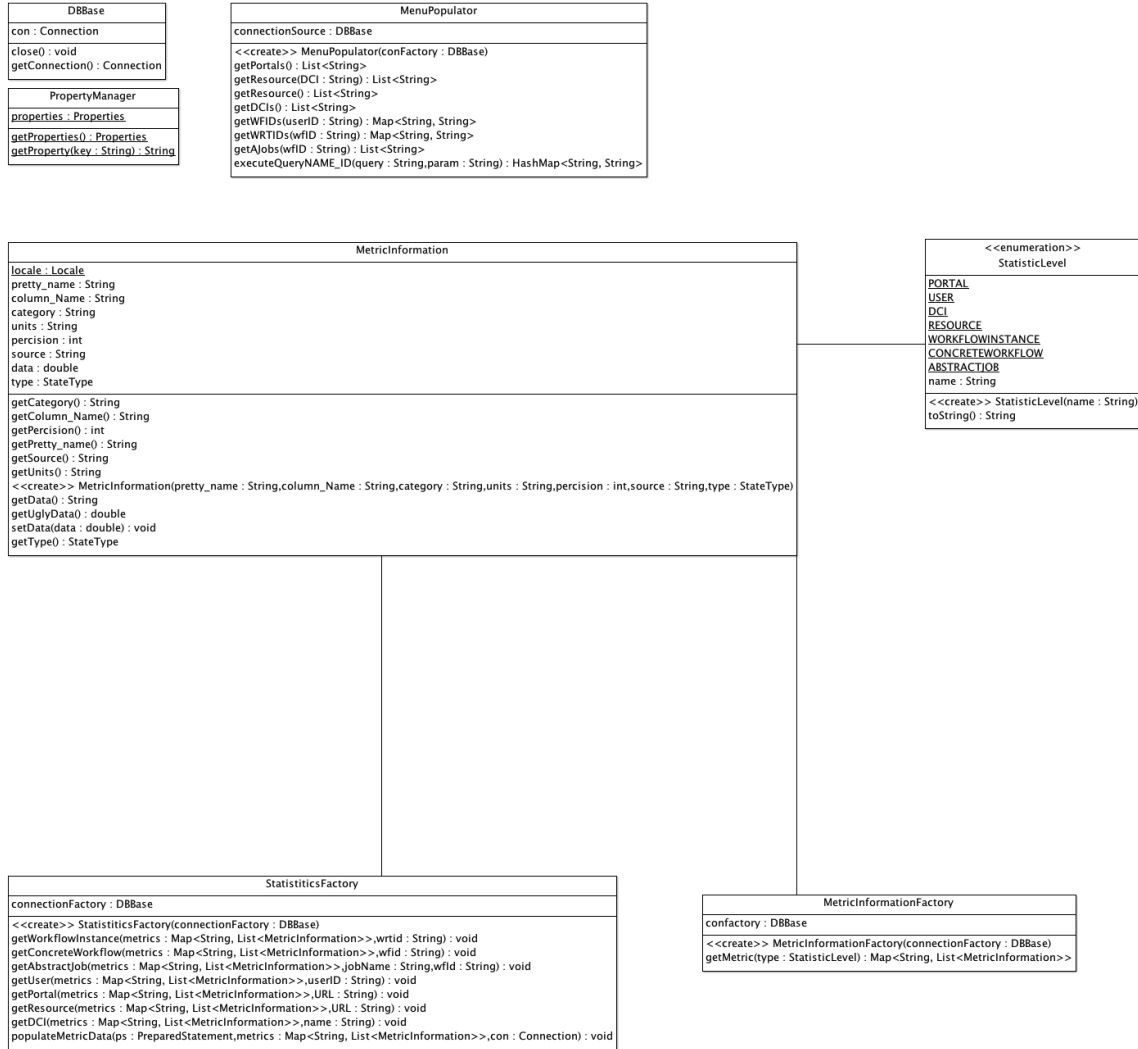 DBBase
con : Connection
close() : void
getConnection() : Connection
PropertyManager
properties : Properties
getProperties() : Properties
getProperty(key : String) : String
MenuPopulator
connectionSource : DBBase
<<create>> MenuPopulator(conFactory : DBBase)
getPortals() : List<String>
getResource(DCI : String) : List<String>
getResource() : List<String>
getDCIs() : List<String>
getWFIDs(userID : String) : Map<String, String>
getWRTIDs(wfID : String) : Map<String, String>
getAJobs(wfID : String) : List<String>
executeQueryNAME_ID(query : String,param : String) : HashMap<String, String>
MetricInformation
locale : Locale
pretty_name : String
column_Name : String
category : String
units : String
percision : int
source : String
data : double
type : StateType
getCategory() : String
getColumn_Name() : String
getPercision() : int
getPretty_name() : String
getSource() : String
getUnits() : String
<<create>> MetricInformation(pretty_name : String,column_Name : String,category : String,units : String,percision : int,source : String,type : StateType)
getData() : String
getUglyData() : double
setData(data : double) : void
getType() : StateType
<<enumeration>>
StatisticLevel
PORTAL
USER
DCI
RESOURCE
WORKFLOWINSTANCE
CONCRETEWORKFLOW
ABSTRACTJOB
name : String
<<create>> StatisticLevel(name : String)
toString() : String
StatistiticsFactory
connectionFactory : DBBase
<<create>> StatistiticsFactory(connectionFactory : DBBase)
getWorkflowInstance(metrics : Map<String, List<MetricInformation>>,wrtid : String) : void
getConcreteWorkflow(metrics : Map<String, List<MetricInformation>>,wfid : String) : void
getAbstractJob(metrics : Map<String, List<MetricInformation>>,jobName : String,wfId : String) : void
getUser(metrics : Map<String, List<MetricInformation>>,userID : String) : void
getPortal(metrics : Map<String, List<MetricInformation>>,URL : String) : void
getResource(metrics : Map<String, List<MetricInformation>>,URL : String) : void
getDCI(metrics : Map<String, List<MetricInformation>>,name : String) : void
populateMetricData(ps : PreparedStatement,metrics : Map<String, List<MetricInformation>>,con : Connection) : void
MetricInformationFactory
confactory : DBBase
<<create>> MetricInformationFactory(connectionFactory : DBBase)
getMetric(type : StatisticLevel) : Map<String, List<MetricInformation>>